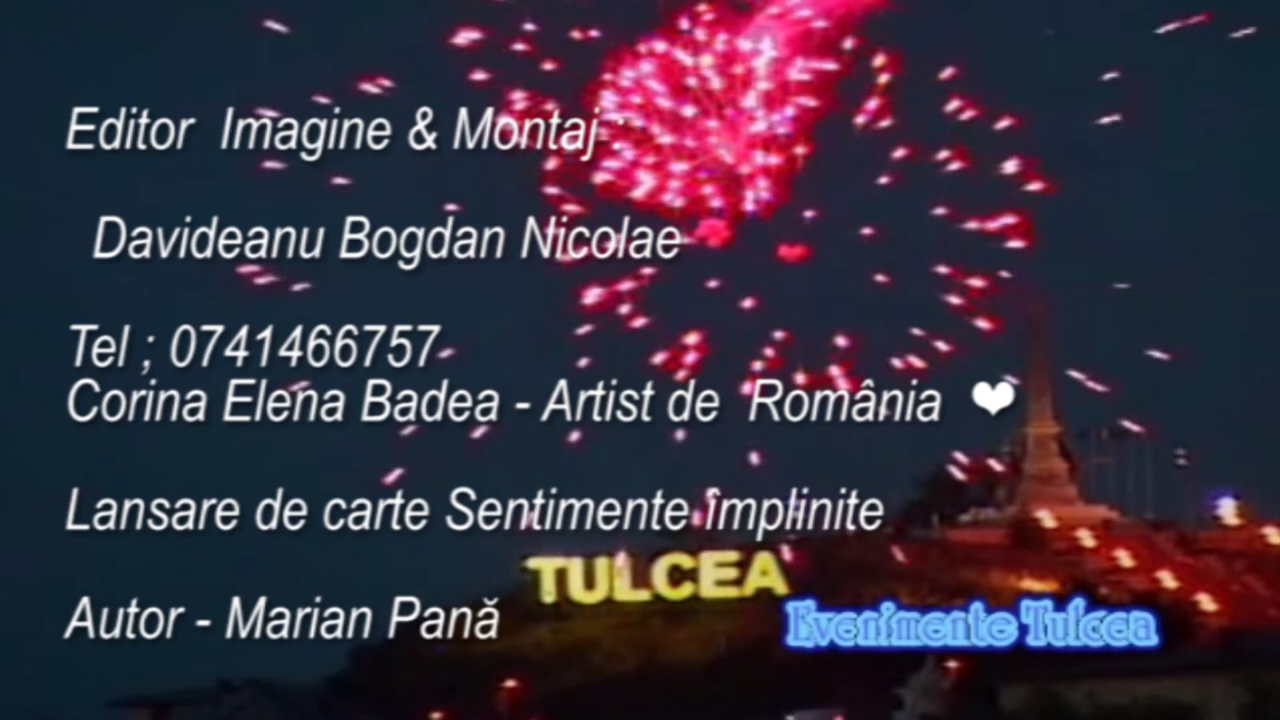 Editor Imagine & Montaj :
Davideanu Bogdan Nicolae
Tel ; 0741466757
Corina Elena Badea - Artist de România ❤
Lansare de carte Sentimente împlinite
TULCEA
Autor - Marian Pană
Evenimente Tulcea